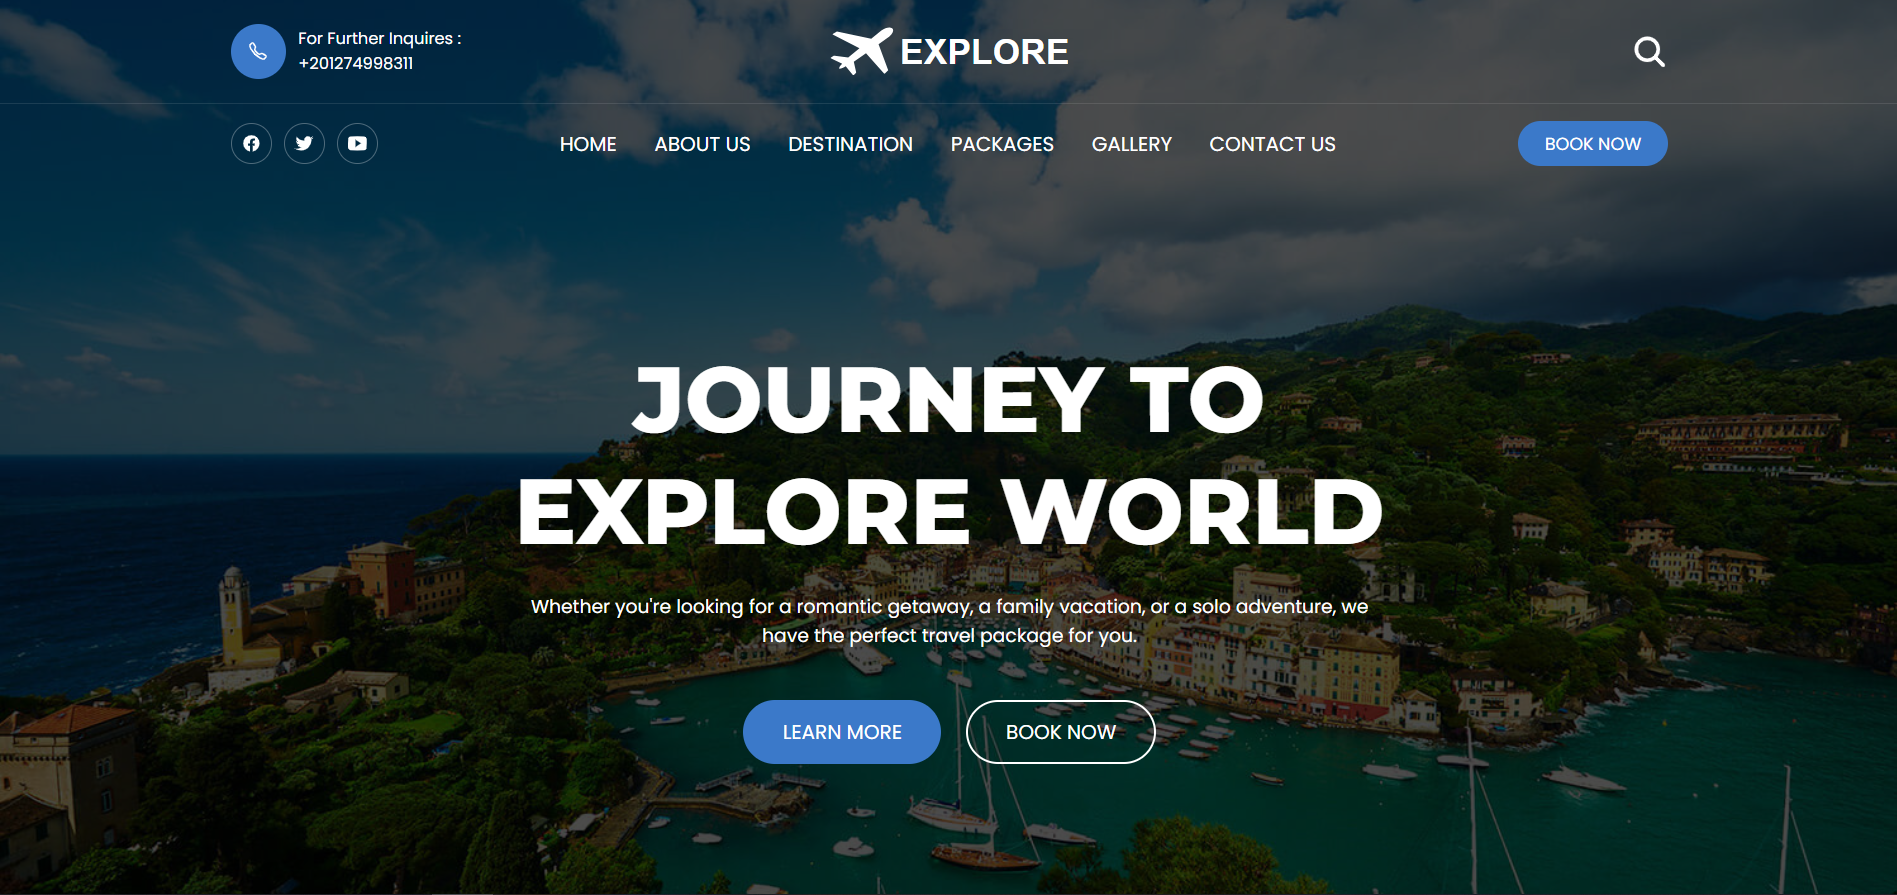 For Further Inquires :
+201274998311
EXPLORE
HOME ABOUT US DESTINATION PACKAGES GALLERY CONTACT US
BOOK NOW
JOURNEY TO
EXPLORE WORLD
Whether you're looking for a romantic getaway, a family vacation, or a solo adventure, we
have the perfect travel package for you.
LEARN MORE
BOOK NOW